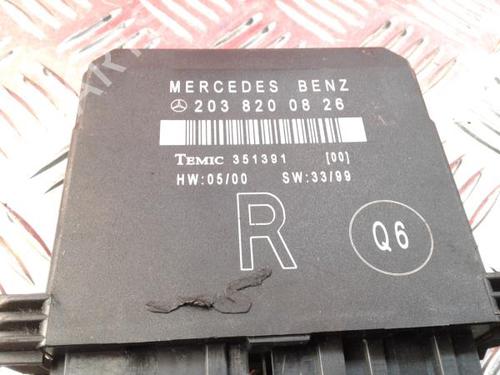 MERCEDES BENZ
203 820 08 26
TEMIC 351391 [00]
HW:05/00 SW:33/99
R
Q6